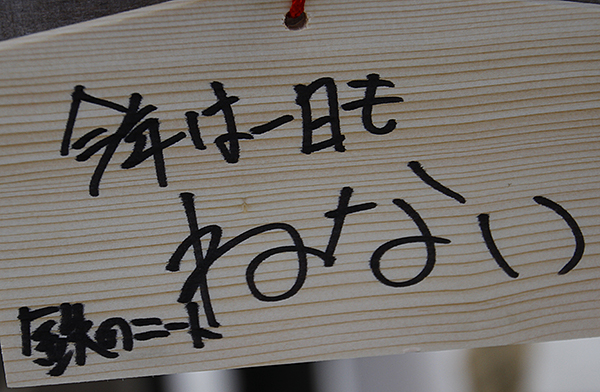 今年は一日も
ねない
鉄のニート